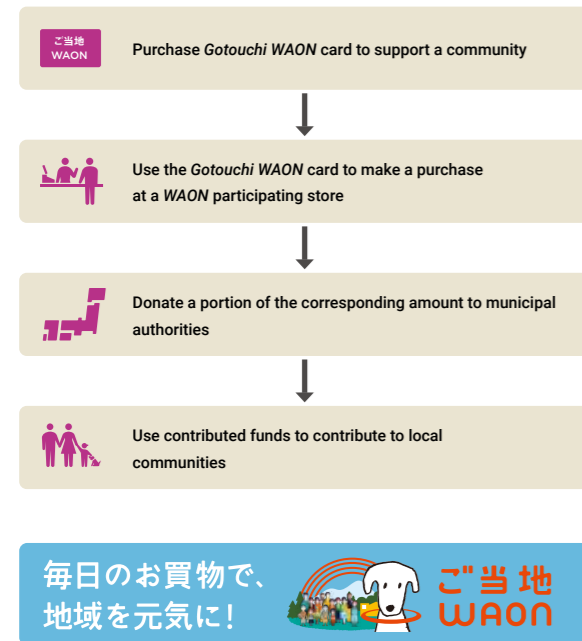 ご当地
WAON
Purchase Gotouchi WAON card to support a community
Use the Gotouchi WAON card to make a purchase
at a WAON participating store
Donate a portion of the corresponding amount to municipal
authorities
Use contributed funds to contribute to local
communities
毎日のお買物で、
地域を元気に!
ご当地
WAON